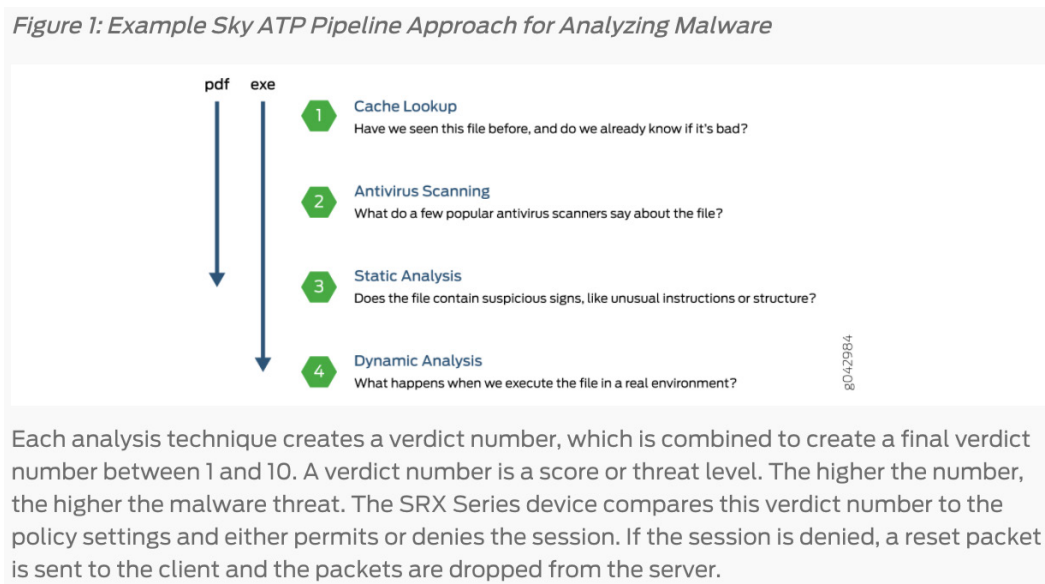 Figure 1: Example Sky ATP Pipeline Approach for Analyzing Malware
pdf exe
1
Cache Lookup
Have we seen this file before, and do we already know if it's bad?
2
Antivirus Scanning
What do a few popular antivirus scanners say about the file?
3
Static Analysis
Does the file contain suspicious signs, like unusual instructions or structure?
4
Dynamic Analysis
What happens when we execute the file in a real environment?
g042984
Each analysis technique creates a verdict number, which is combined to create a final verdict
number between 1 and 10. A verdict number is a score or threat level. The higher the number,
the higher the malware threat. The SRX Series device compares this verdict number to the
policy settings and either permits or denies the session. If the session is denied, a reset packet
is sent to the client and the packets are dropped from the server.